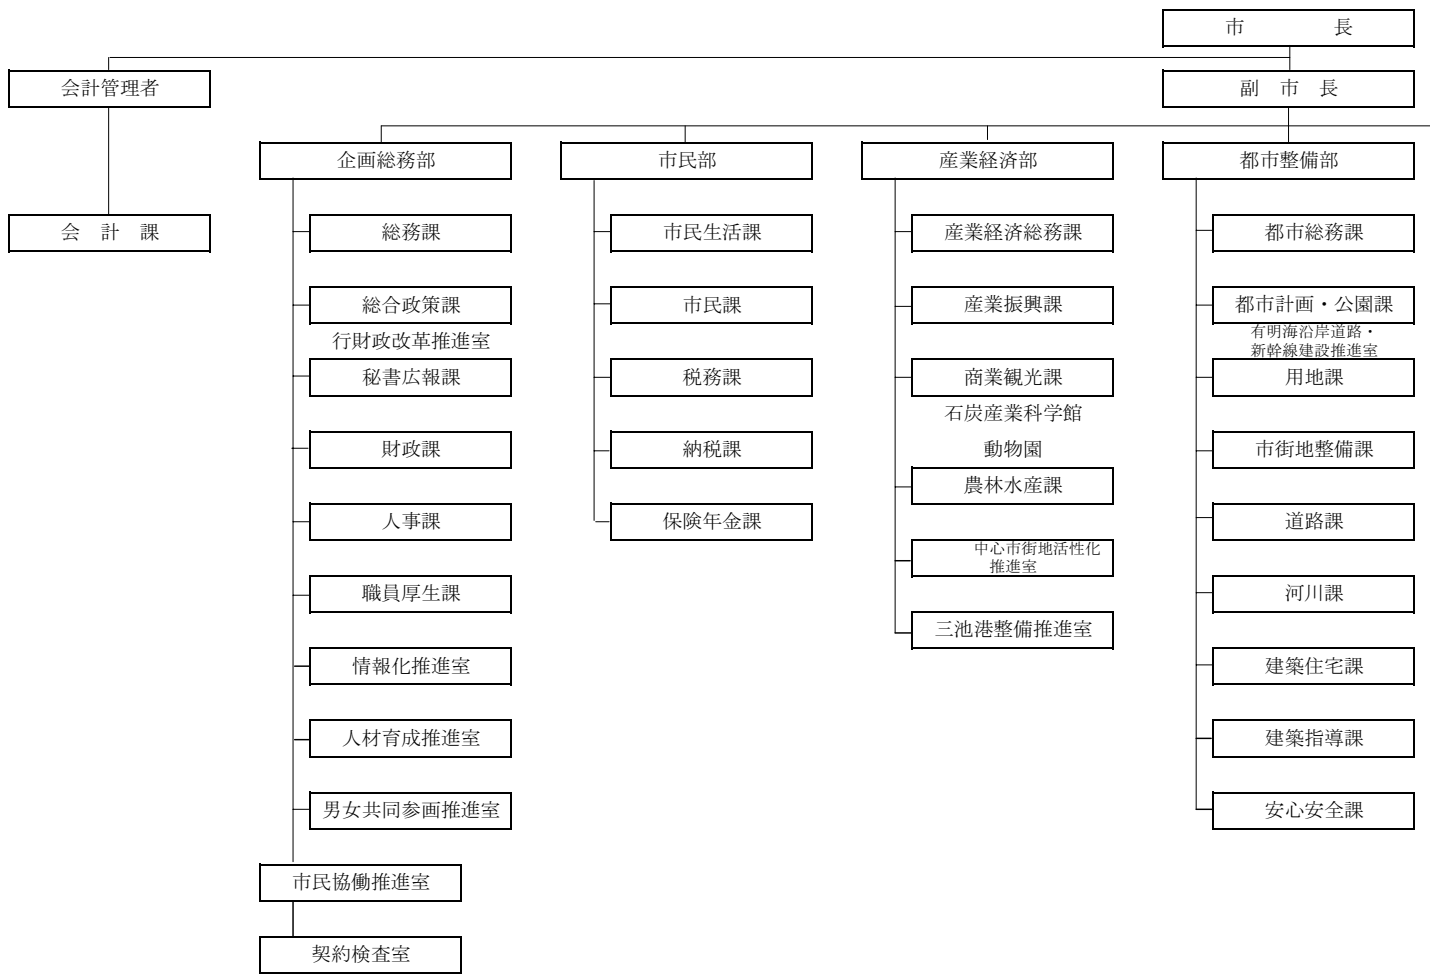 市　　　長
会計管理者
副　市　長
会　計　課
企画総務部
総務課
総合政策課
行財政改革推進室
秘書広報課
財政課
人事課
職員厚生課
情報化推進室
人材育成推進室
男女共同参画推進室
市民協働推進室
契約検査室
市民部
市民生活課
市民課
税務課
納税課
保険年金課
産業経済部
産業経済総務課
産業振興課
商業観光課
石炭産業科学館
動物園
農林水産課
中心市街地活性化
推進室
三池港整備推進室
都市整備部
都市総務課
都市計画・公園課
有明海沿岸道路・
新幹線建設推進室
用地課
市街地整備課
道路課
河川課
建築住宅課
建築指導課
安心安全課